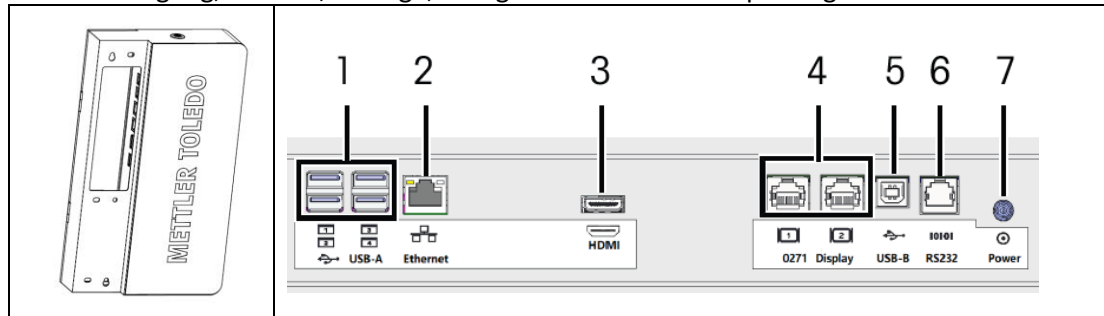 METTLER TOLEDO
1 2 3 4 5 6 7
1 3
2 4
USB-A Ethernet HDMI
1 2
0271 Display USB-B RS232 Power